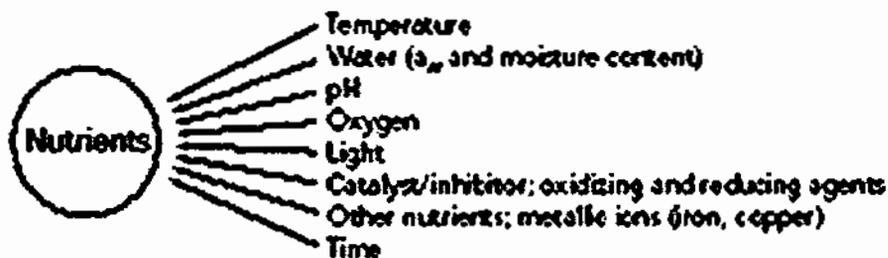 Nutrients
Temperature
Water (a_w and moisture content)
pH
Oxygen
Light
Catalyst/inhibitor; oxidizing and reducing agents
Other nutrients; metallic ions (iron, copper)
Time